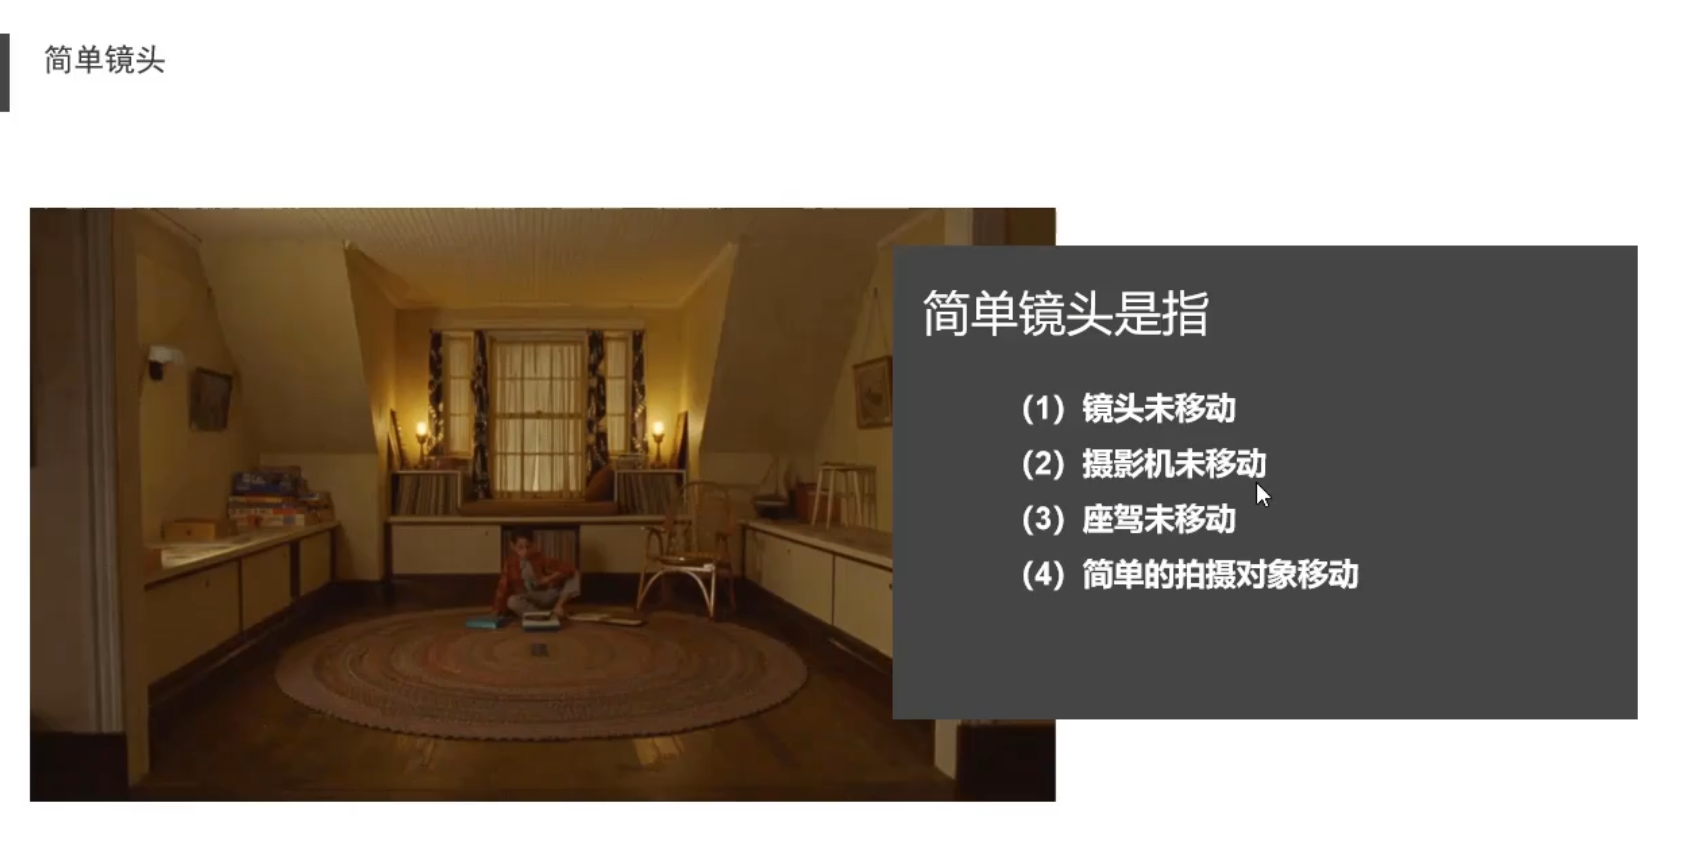 简单镜头
简单镜头是指
（1）镜头未移动
（2）摄影机未移动
（3）座驾未移动
（4）简单的拍摄对象移动